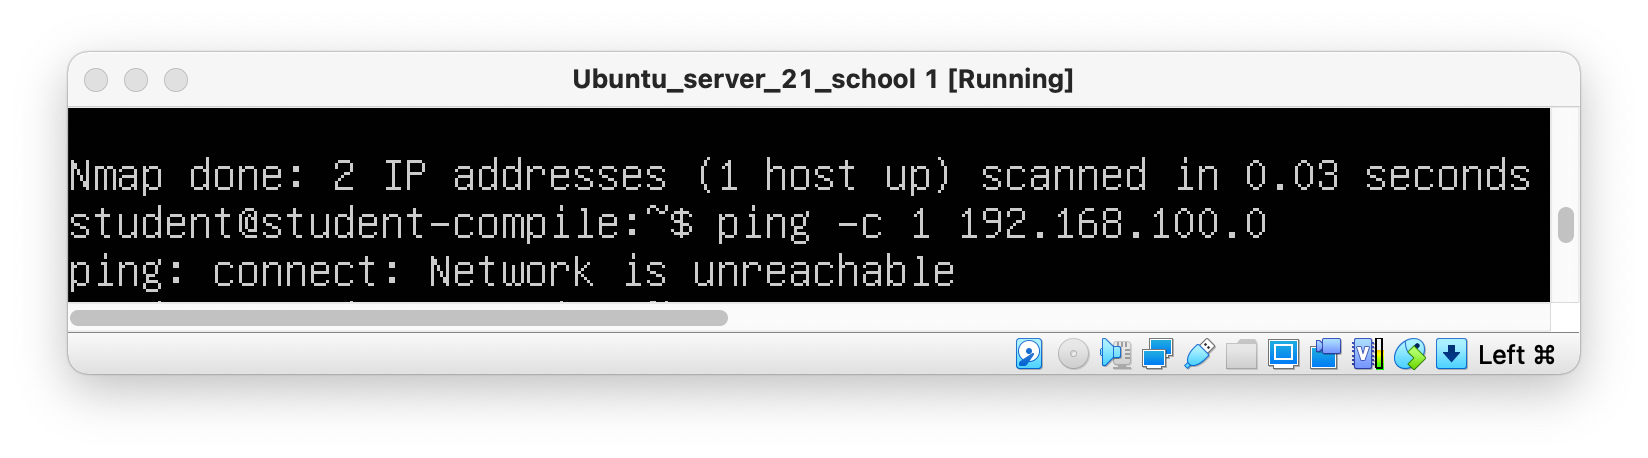 Ubuntu_server_21_school 1 [Running]
Nmap done: 2 IP addresses (1 host up) scanned in 0.03 seconds
student@student-compile:~$ ping -c 1 192.168.100.0
ping: connect: Network is unreachable
Left ⌘